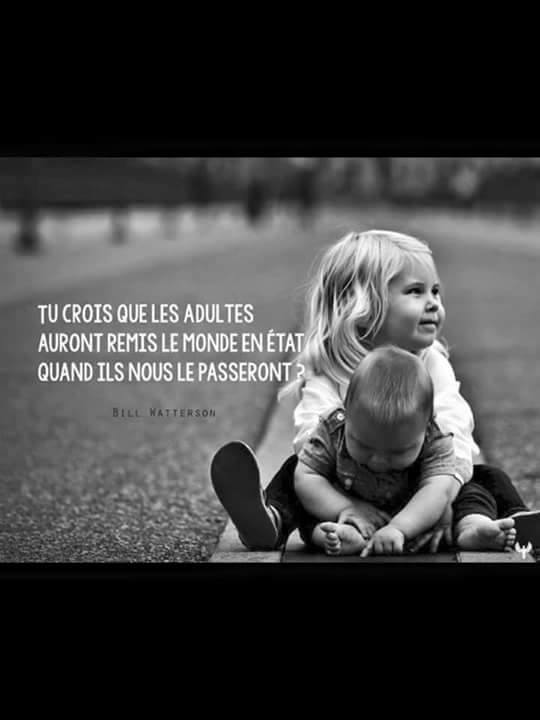 TU CROIS QUE LES ADULTES
AURONT REMIS LE MONDE EN ÉTAT
QUAND ILS NOUS LE PASSERONT ?
BILL WATTERSON